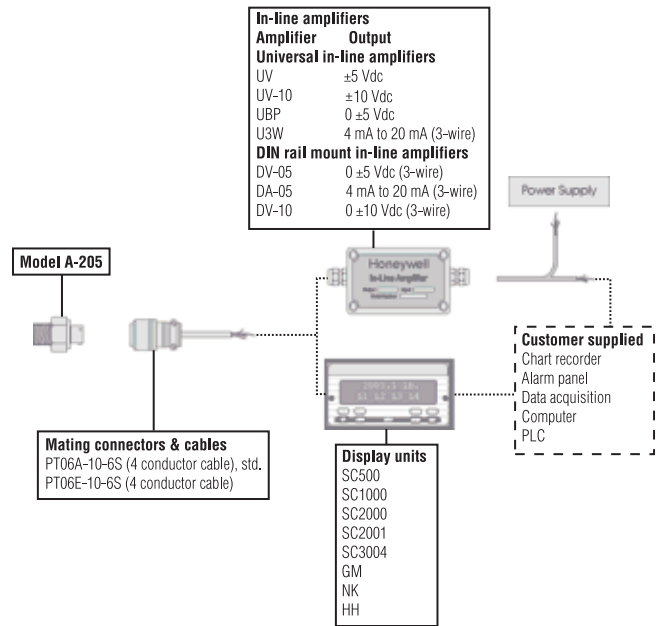 In-line amplifiers
Amplifier Output
Universal in-line amplifiers
UV ±5 Vdc
UV-10 ±10 Vdc
UBP 0 ±5 Vdc
U3W 4 mA to 20 mA (3-wire)
DIN rail mount in-line amplifiers
DV-05 0 ±5 Vdc (3-wire)
DA-05 4 mA to 20 mA (3-wire)
DV-10 0 ±10 Vdc (3-wire)
Power Supply
Model A-205
Honeywell
In-Line Amplifier
Customer supplied
Chart recorder
Alarm panel
Data acquisition
Computer
PLC
L1 L2 L3 L4
Mating connectors & cables
PT06A-10-6S (4 conductor cable), std.
PT06E-10-6S (4 conductor cable)
Display units
SC500
SC1000
SC2000
SC2001
SC3004
GM
NK
HH